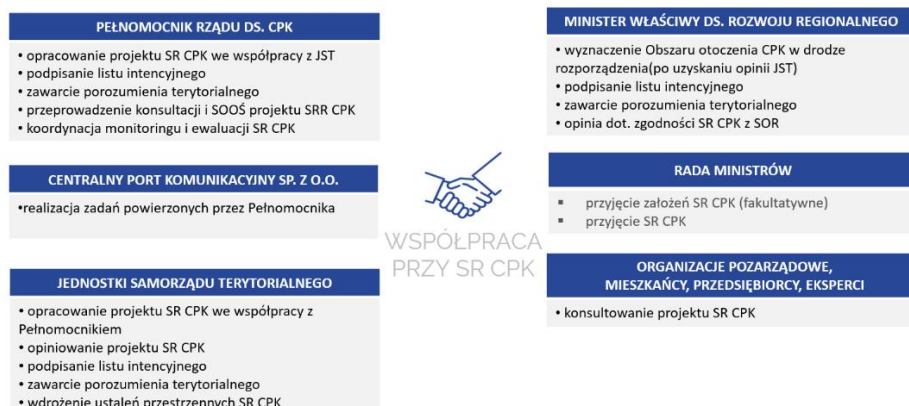 PEŁNOMOCNIK RZĄDU DS. CPK
• opracowanie projektu SR CPK we współpracy z JST
• podpisanie listu intencyjnego
• zawarcie porozumienia terytorialnego
• przeprowadzenie konsultacji i SOOŚ projektu SRR CPK
• koordynacja monitoringu i ewaluacji SR CPK
CENTRALNY PORT KOMUNIKACYJNY SP. Z O.O.
•realizacja zadań powierzonych przez Pełnomocnika
JEDNOSTKI SAMORZĄDU TERYTORIALNEGO
• opracowanie projektu SR CPK we współpracy z
Pełnomocnikiem
• opiniowanie projektu SR CPK
• podpisanie listu intencyjnego
• zawarcie porozumienia terytorialnego
• wdrożenie ustaleń przestrzennych SR CPK
WSPÓŁPRACA
PRZY SR CPK
MINISTER WŁAŚCIWY DS. ROZWOJU REGIONALNEGO
• wyznaczenie Obszaru otoczenia CPK w drodze
rozporządzenia(po uzyskaniu opinii JST)
• podpisanie listu intencyjnego
• zawarcie porozumienia terytorialnego
• opinia dot. zgodności SR CPK z SOR
RADA MINISTRÓW
▪ przyjęcie założeń SR CPK (fakultatywne)
▪ przyjęcie SR CPK
ORGANIZACJE POZARZĄDOWE,
MIESZKAŃCY, PRZEDSIĘBIORCY, EKSPERCI
• konsultowanie projektu SR CPK